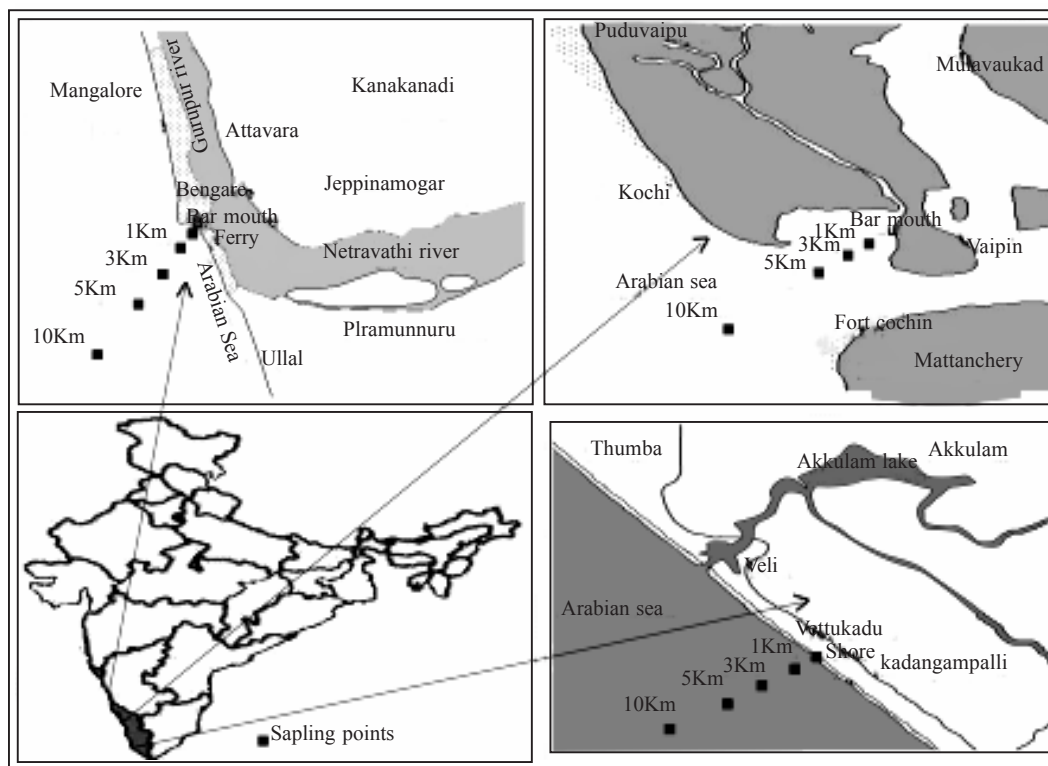 Mangalore
Gurupur river
Kanakanadi
Attavara
Bengare
Jeppinamogar
Bar mouth
1Km
Ferry
3Km
Netravathi river
5Km
Arabian Sea
10Km
Plramunnuru
Ullal
Puduvaipu
Mulavaukad
Kochi
Bar mouth
1Km
3Km
Vaipin
5Km
Arabian sea
10Km
Fort cochin
Mattanchery
Sapling points
Thumba
Akkulam
Akkulam lake
Veli
Arabian sea
Vettukadu
1Km
Shore
3Km
kadangampalli
5Km
10Km